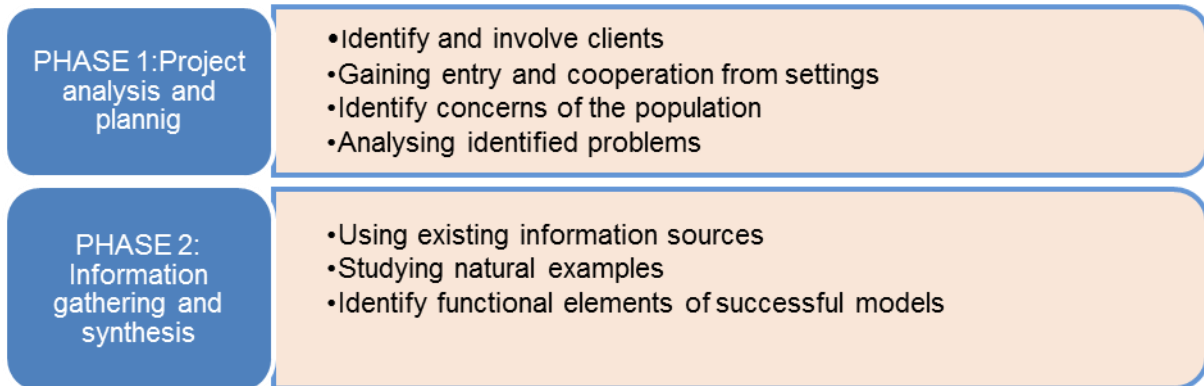 PHASE 1:Project
analysis and
plannig
•Identify and involve clients
•Gaining entry and cooperation from settings
•Identify concerns of the population
•Analysing identified problems
PHASE 2:
Information
gathering and
synthesis
•Using existing information sources
•Studying natural examples
•Identify functional elements of successful models